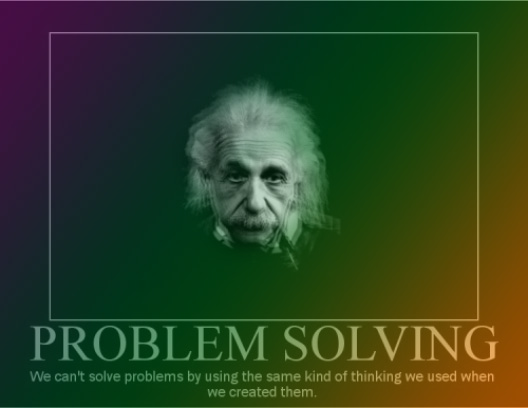 PROBLEM SOLVING
We can't solve problems by using the same kind of thinking we used when
we created them.